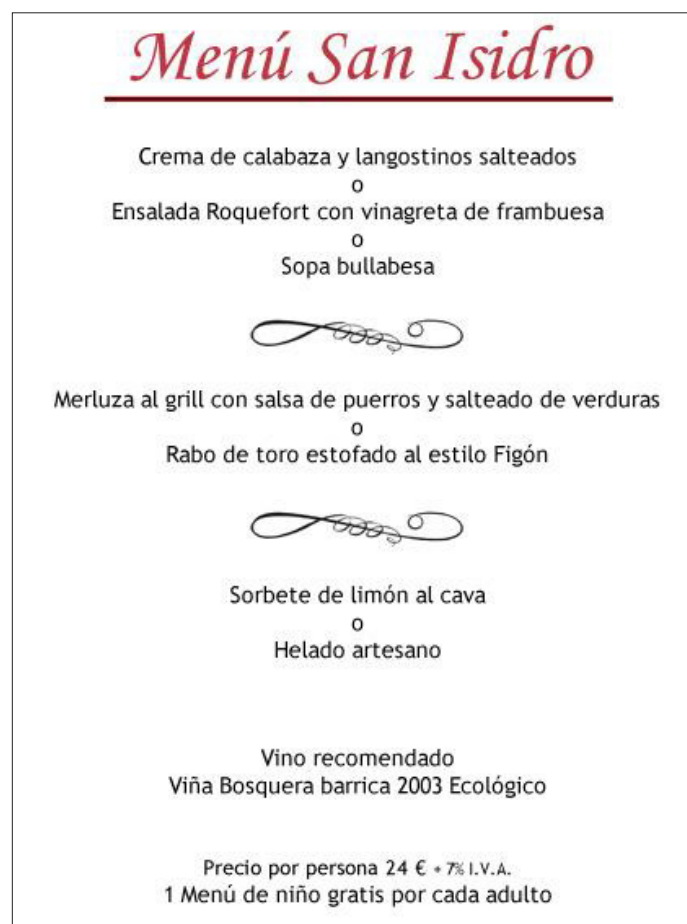 Menú San Isidro
Crema de calabaza y langostinos salteados
o
Ensalada Roquefort con vinagreta de frambuesa
o
Sopa bullabesa
Merluza al grill con salsa de puerros y salteado de verduras
o
Rabo de toro estofado al estilo Figón
Sorbete de limón al cava
o
Helado artesano
Vino recomendado
Viña Bosquera barrica 2003 Ecológico
Precio por persona 24 € + 7% I.V.A.
1 Menú de niño gratis por cada adulto